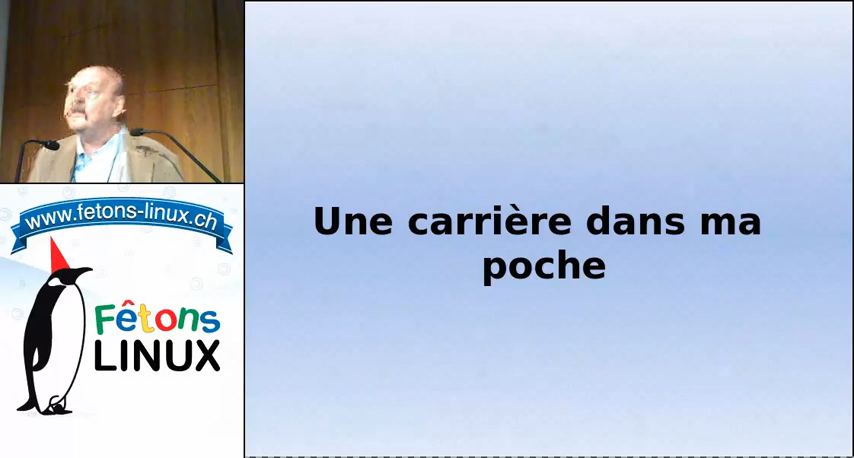 www.fetons-linux.ch
Fêtons
LINUX
Une carrière dans ma
poche